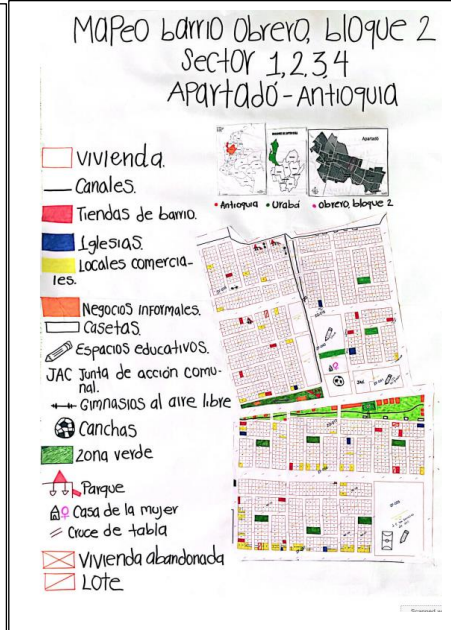 Mapeo barrio Obrero, bloque 2
Sector 1,2,3,4
Apartadó-Antioquia
Apartadó
• Antioquia • Urabá • obrero, bloque 2
vivienda.
Canales.
Tiendas de barrio.
Iglesias.
Locales comercia-
les.
Negocios informales.
Casetas.
Espacios educativos.
JAC Junta de acción comu-
nal.
Gimnasios al aire libre
Canchas
Zona verde
Parque
Casa de la mujer
Cruce de tabla
Vivienda abandonada
LOTE
JAC